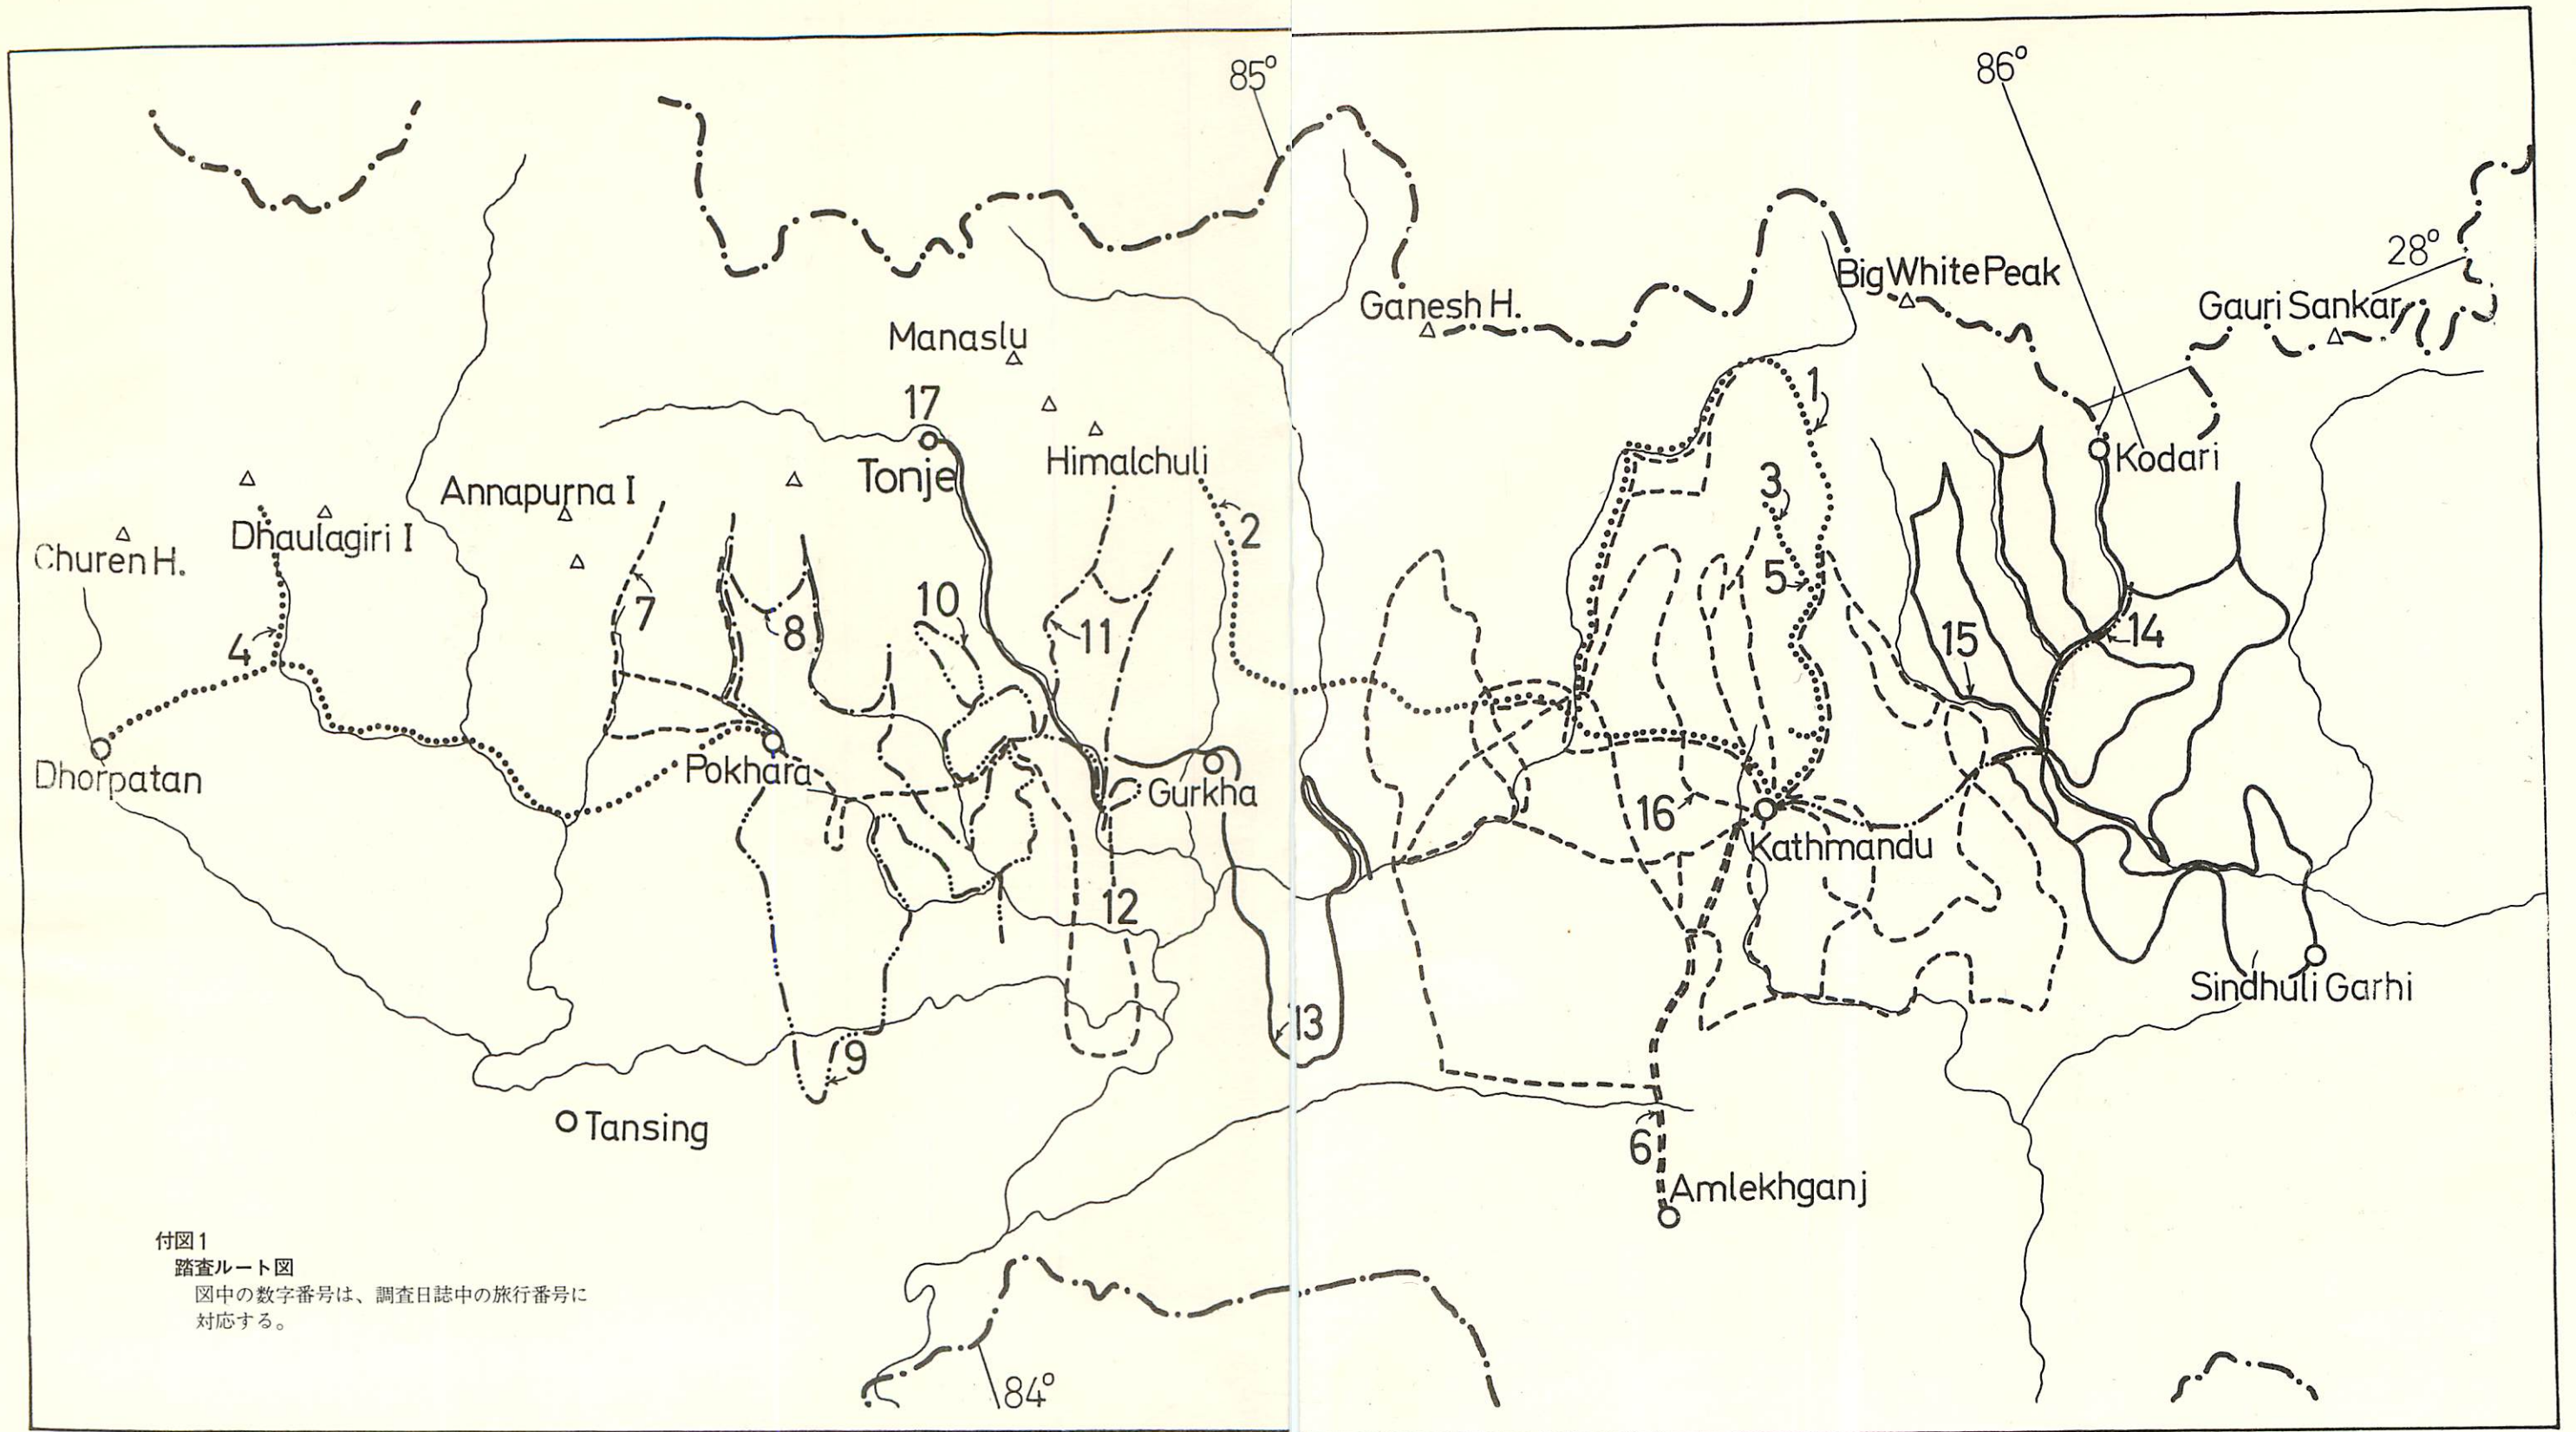 85°
86°
28°
Big White Peak
Ganesh H.
Gauri Sankar
Manaslu
17
1
Tonje
Himalchuli
Kodari
Annapurna I
3
2
Dhaulagiri I
Churen H.
5
7
8
10
11
15
14
4
Pokhara
Dhorpatan
Gurkha
16
Kathmandu
12
Sindhuli Garhi
13
9
Tansing
6
Amlekhganj
付図1
踏査ルート図
図中の数字番号は、調査日誌中の旅行番号に
対応する。
84°